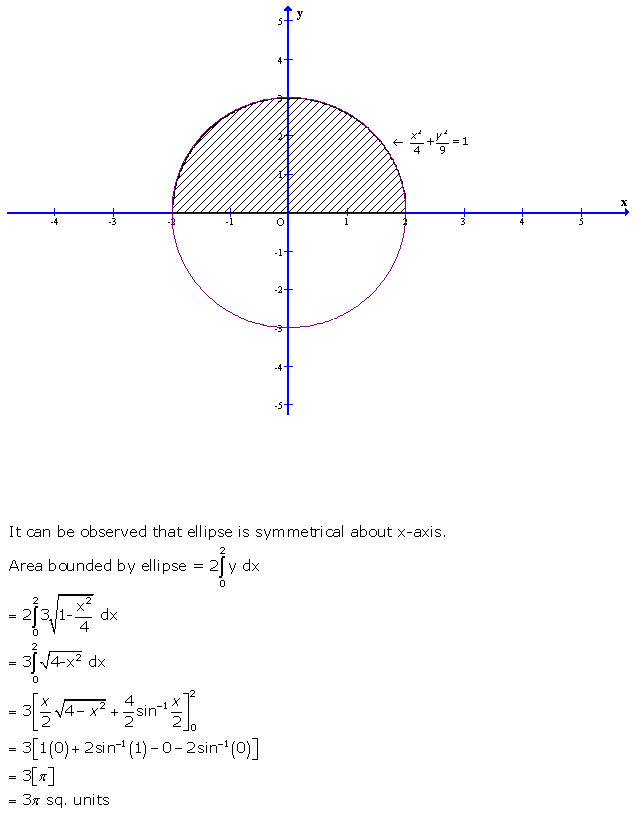 y
5
4
3
2
1
← x²/4 + y²/9 = 1
x
-4 -3 -2 -1 O 1 2 3 4 5
-1
-2
-3
-4
-5
It can be observed that ellipse is symmetrical about x-axis.
Area bounded by ellipse = 2∫₀² y dx
= 2∫₀² 3√(1-x²/4) dx
= 3∫₀² √(4-x²) dx
= 3[x/2 √(4 - x²) + 4/2 sin⁻¹ x/2]₀²
= 3[1(0) + 2sin⁻¹(1) - 0 - 2sin⁻¹(0)]
= 3[π]
= 3π sq. units